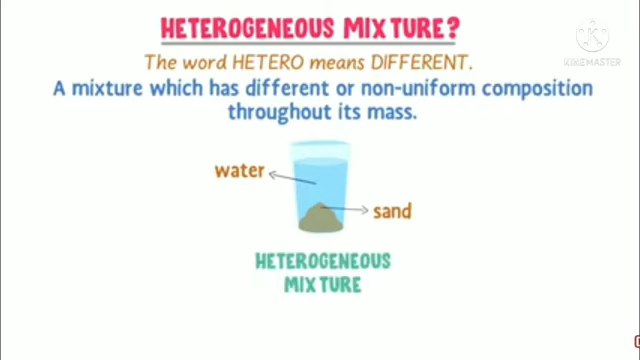 HETEROGENEOUS MIXTURE?
The word HETERO means DIFFERENT.
KINEMASTER
A mixture which has different or non-uniform composition
throughout its mass.
water
sand
HETEROGENEOUS
MIXTURE